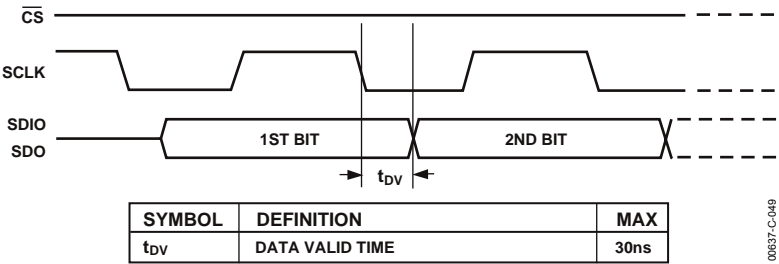 CS
SCLK
SDIO
SDO
1ST BIT
2ND BIT
tDV
SYMBOL DEFINITION MAX
tDV DATA VALID TIME 30ns
00637-C-049